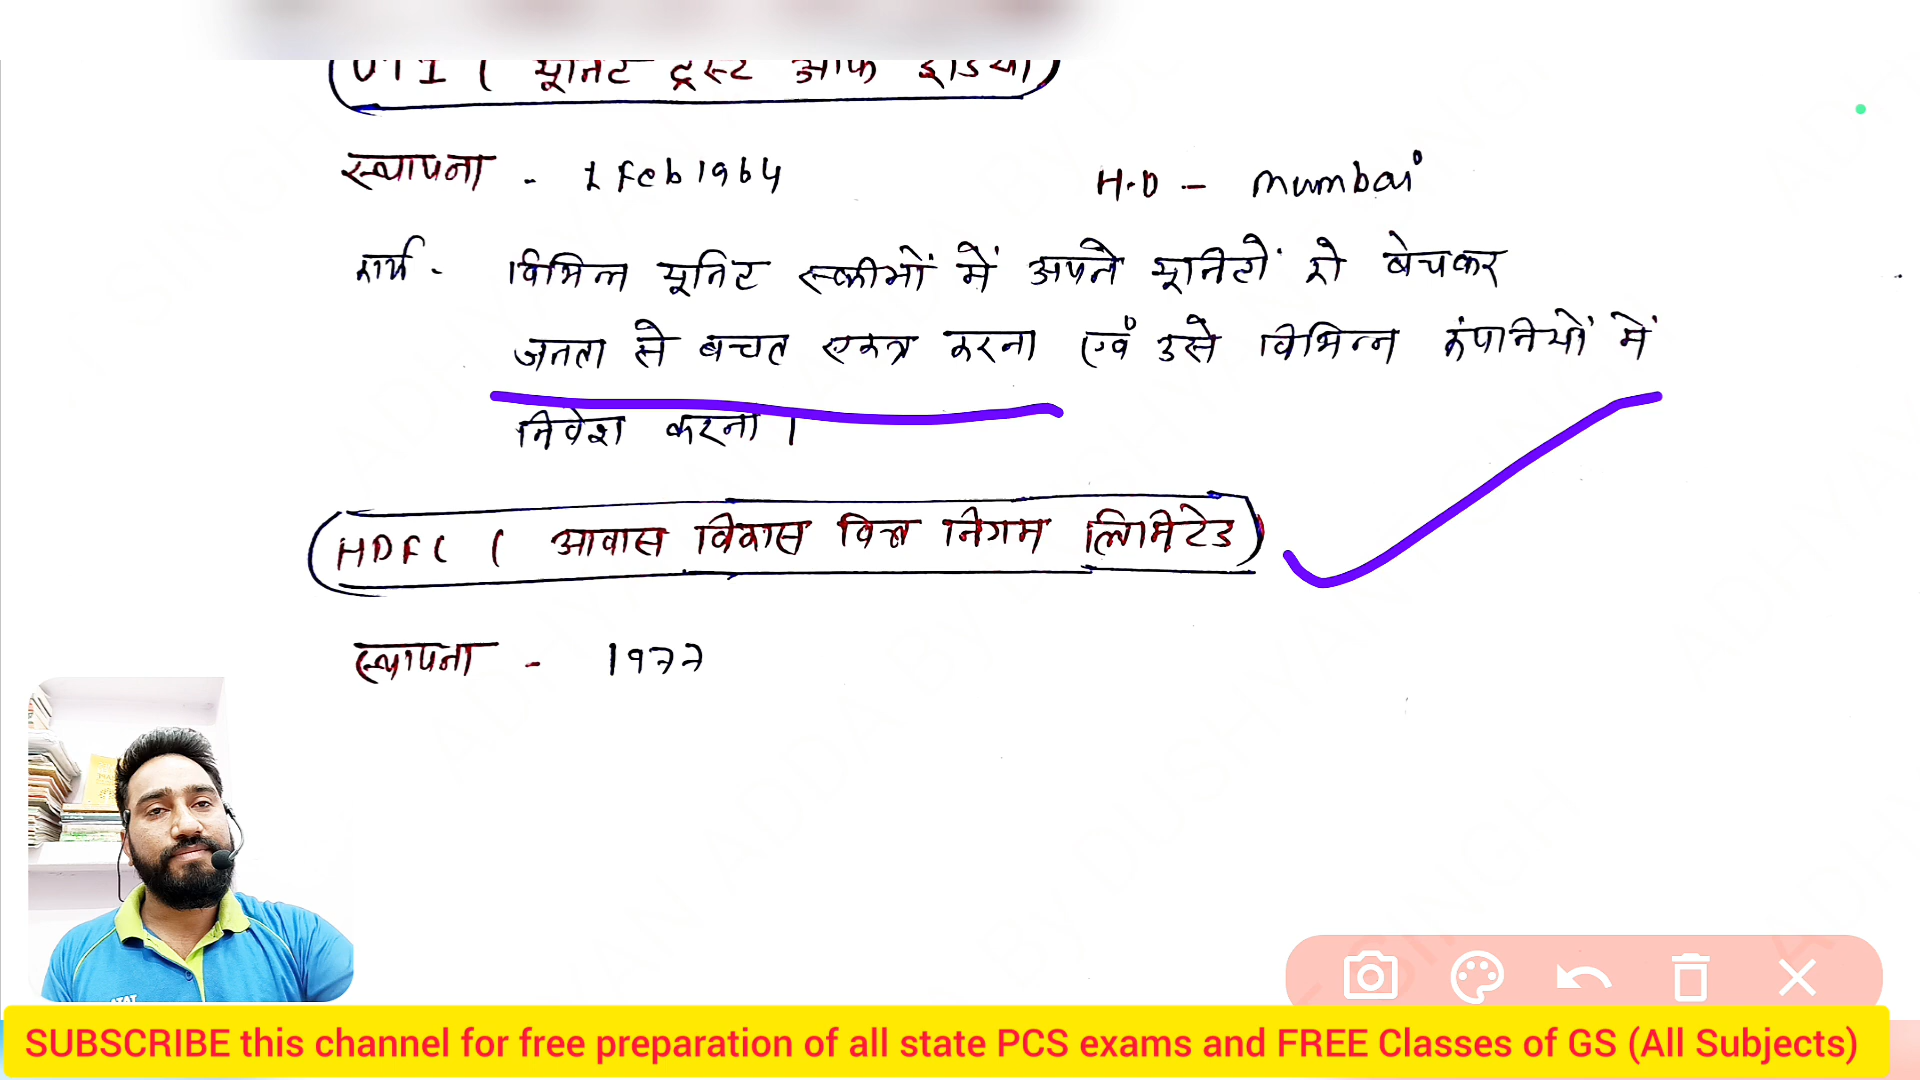 UTI ( यूनिट ट्रस्ट ऑफ इंडिया)
स्थापना - 1 Feb 1964 H.O - mumbai
कार्य - विभिन्न यूनिट स्कीमों में अपने यूनिटों को बेचकर
जनता से बचत एकत्र करना एवं उसे विभिन्न कंपनियों में
निवेश करना।
HDFC ( आवास विकास वित्त निगम लिमिटेड)
स्थापना - 1977
SUBSCRIBE this channel for free preparation of all state PCS exams and FREE Classes of GS (All Subjects)